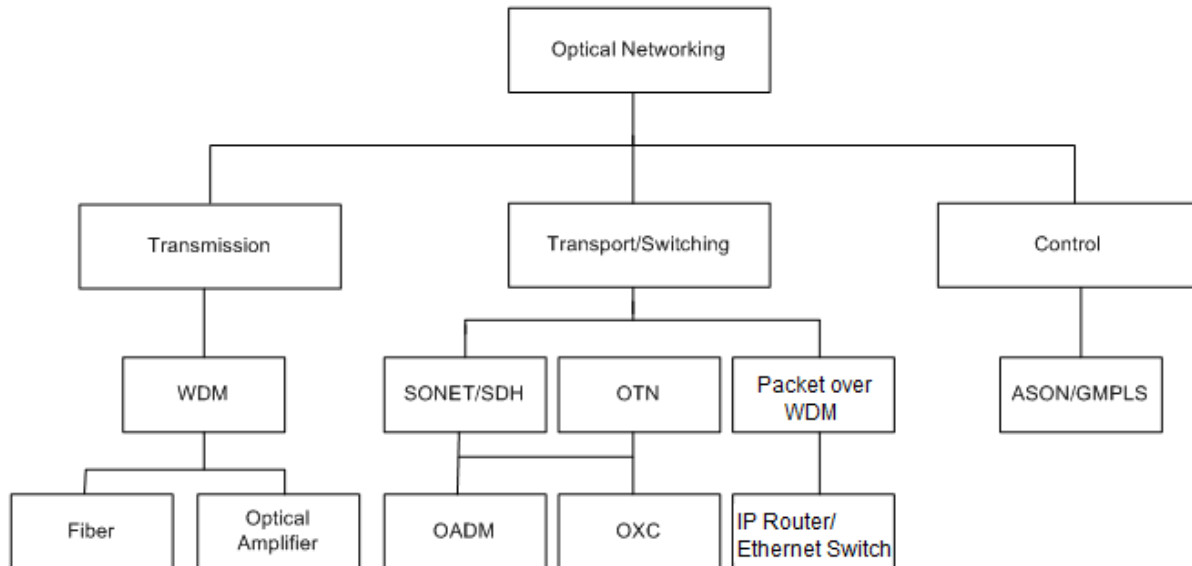 Optical Networking
Transmission
Transport/Switching
Control
WDM
SONET/SDH
OTN
Packet over
WDM
ASON/GMPLS
Fiber
Optical
Amplifier
OADM
OXC
IP Router/
Ethernet Switch